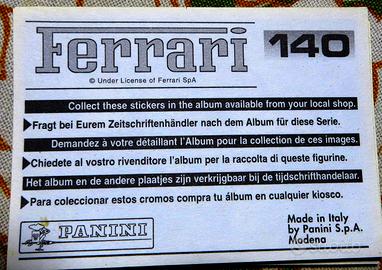 Ferrari 140
© Under License of Ferrari SpA
Collect these stickers in the album available from your local shop.
Fragt bei Eurem Zeitschriftenhändler nach dem Album für diese Serie.
Demandez à votre détaillant l'Album pour la collection de ces images.
Chiedete al vostro rivenditore l'album per la raccolta di queste figurine.
Het album en de andere plaatjes zijn verkrijgbaar bij de tijdschrifthandelaar.
Para coleccionar estos cromos compra tu álbum en cualquier kiosco.
PANINI
Made in Italy
by Panini S.p.A.
Modena